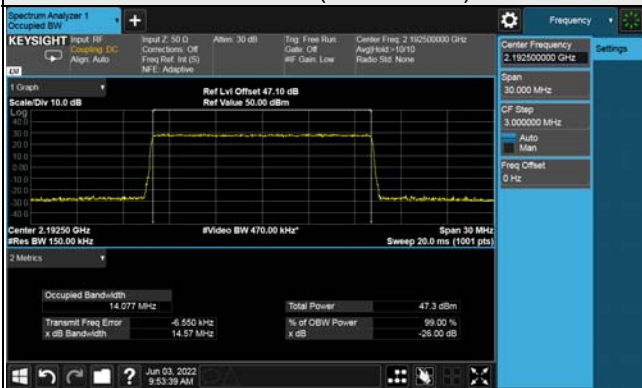 Spectrum Analyzer 1
Occupied BW
+
Frequency
KEYSIGHT Input: RF
Coupling: DC
Align: Auto
Input Z: 50 Ω
Corrections: Off
Freq Ref: Int (S)
NFE: Adaptive
Atten: 30 dB
Trig: Free Run
Gate: Off
#IF Gain: Low
Center Freq: 2.192500000 GHz
Avg|Hold:>10/10
Radio Std: None
Center Frequency
2.192500000 GHz
Settings
Span
30.000 MHz
CF Step
3.000000 MHz
Auto
Man
Freq Offset
0 Hz
1 Graph
Scale/Div 10.0 dB
Ref Lvl Offset 47.10 dB
Ref Value 50.00 dBm
Log
40.0
30.0
20.0
10.0
0.00
-10.0
-20.0
-30.0
-40.0
Center 2.19250 GHz
#Res BW 150.00 kHz
#Video BW 470.00 kHz*
Span 30 MHz
Sweep 20.0 ms (1001 pts)
2 Metrics
Occupied Bandwidth
14.077 MHz
Total Power 47.3 dBm
Transmit Freq Error -6.550 kHz
% of OBW Power 99.00 %
x dB Bandwidth 14.57 MHz
x dB -26.00 dB
?
Jun 03, 2022
9:53:39 AM